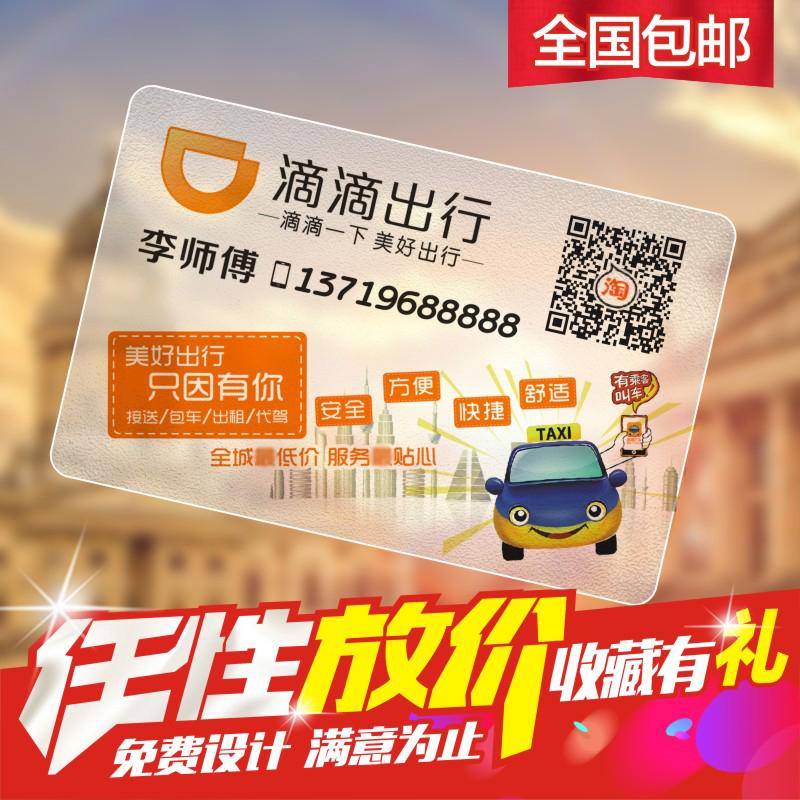 全国包邮
滴滴出行
—滴滴一下 美好出行—
李师傅 13719688888
淘
美好出行
只因有你
接送/包车/出租/代驾
安全
方便
快捷
舒适
有乘客
叫车
TAXI
全城 低价 服务 贴心
任性放价
收藏有礼
免费设计 满意为止